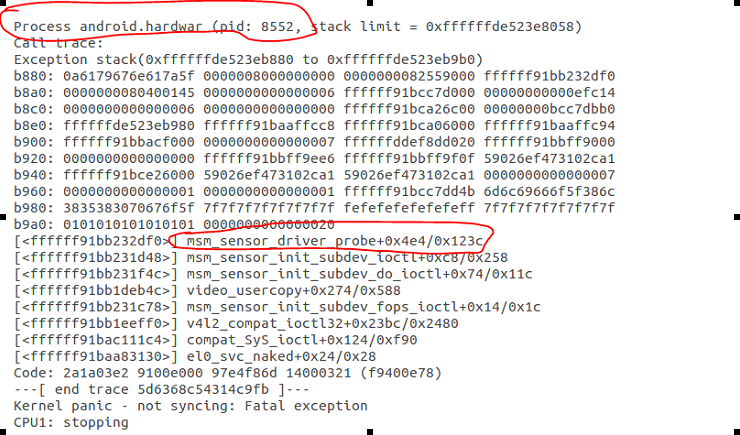 Process android.hardwar (pid: 8552, stack limit = 0xffffffde523e8058)
Call trace:
Exception stack(0xffffffde523eb880 to 0xffffffde523eb9b0)
b880: 0a6179676e617a5f 0000008000000000 0000000082559000 ffffff91bb232df0
b8a0: 0000000080400145 0000000000000006 ffffff91bcc7d000 00000000000efc14
b8c0: 0000000000000006 0000000000000000 ffffff91bca26c00 00000000bcc7dbb0
b8e0: ffffffde523eb980 ffffff91baaffcc8 ffffff91bca06000 ffffff91baaffc94
b900: ffffff91bbacf000 0000000000000007 ffffffddef8dd020 ffffff91bbff9000
b920: 0000000000000000 ffffff91bbff9ee6 ffffff91bbff9f0f 59026ef473102ca1
b940: ffffff91bce26000 59026ef473102ca1 59026ef473102ca1 0000000000000007
b960: 0000000000000001 0000000000000001 ffffff91bcc7dd4b 6d6c69666f5f386c
b980: 3835383070676f5f 7f7f7f7f7f7f7f7f fefefefefefefeff 7f7f7f7f7f7f7f7f
b9a0: 0101010101010101 0000000000000020
[<ffffff91bb232df0>] msm_sensor_driver_probe+0x4e4/0x123c
[<ffffff91bb231d48>] msm_sensor_init_subdev_ioctl+0xc8/0x258
[<ffffff91bb231f4c>] msm_sensor_init_subdev_do_ioctl+0x74/0x11c
[<ffffff91bb1deb4c>] video_usercopy+0x274/0x588
[<ffffff91bb231c78>] msm_sensor_init_subdev_fops_ioctl+0x14/0x1c
[<ffffff91bb1eeff0>] v4l2_compat_ioctl32+0x23bc/0x2480
[<ffffff91bac111c4>] compat_SyS_ioctl+0x124/0xf90
[<ffffff91baa83130>] el0_svc_naked+0x24/0x28
Code: 2a1a03e2 9100e000 97e4f86d 14000321 (f9400e78)
---[ end trace 5d6368c54314c9fb ]---
Kernel panic - not syncing: Fatal exception
CPU1: stopping